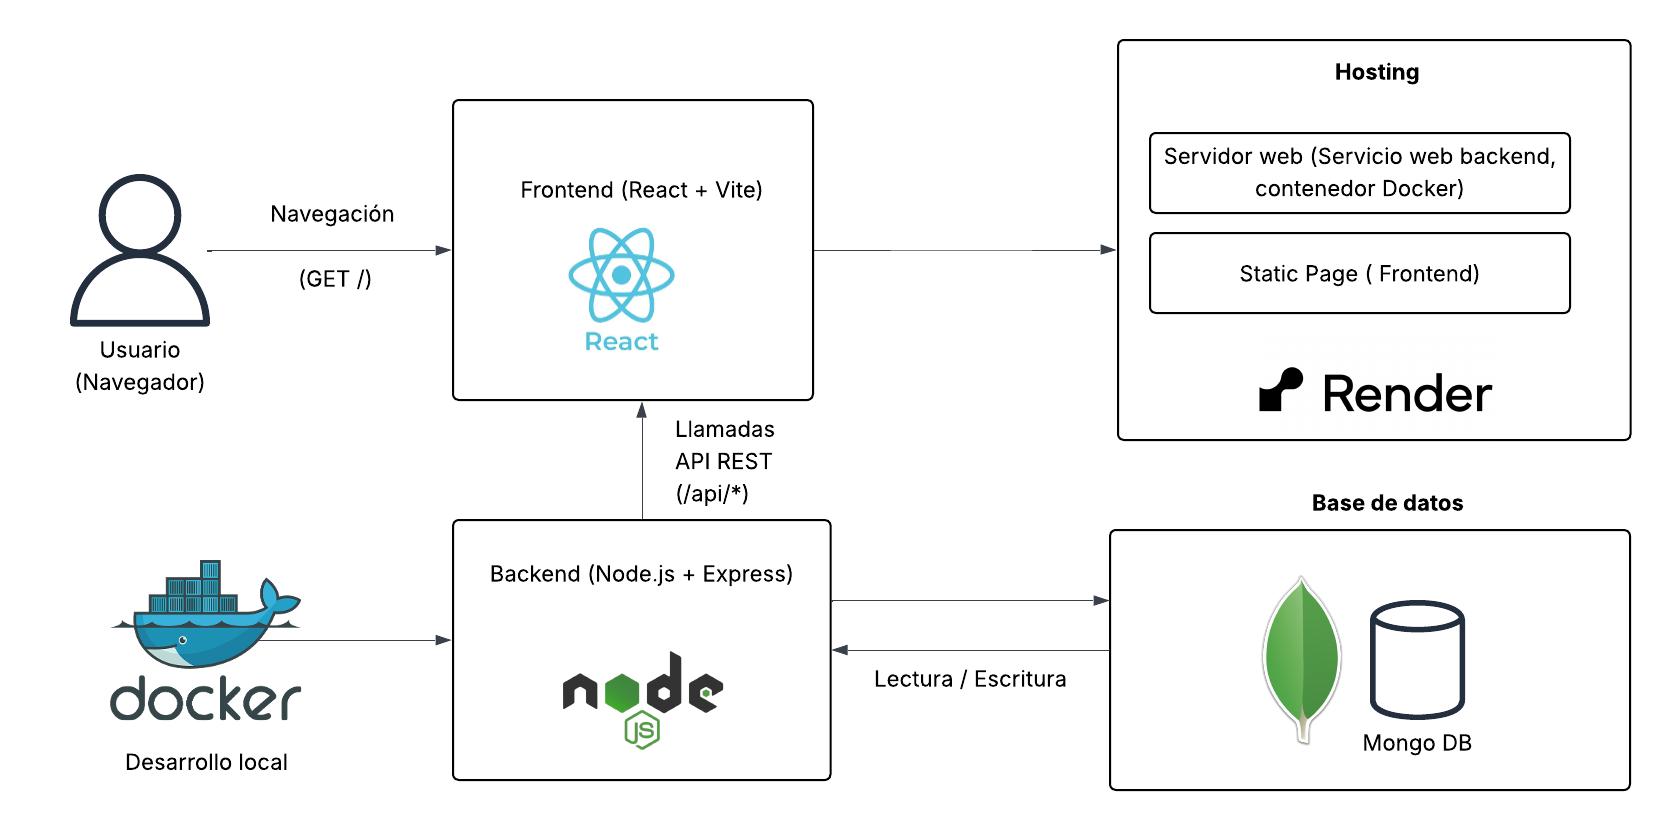 Hosting
Servidor web (Servicio web backend,
contenedor Docker)
Static Page ( Frontend)
Render
Frontend (React + Vite)
React
Navegación
(GET /)
Usuario
(Navegador)
Llamadas
API REST
(/api/*)
Base de datos
Backend (Node.js + Express)
node
JS
docker
Desarrollo local
Lectura / Escritura
Mongo DB